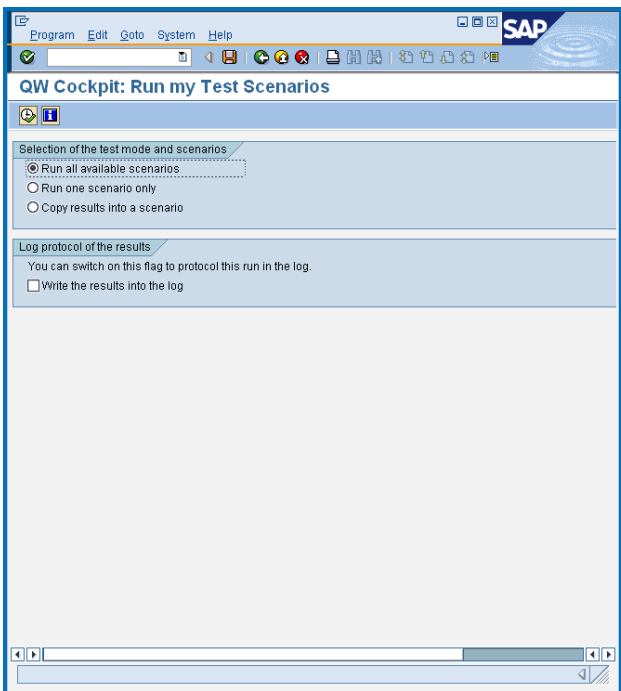 Program Edit Goto System Help
SAP
QW Cockpit: Run my Test Scenarios
Selection of the test mode and scenarios
Run all available scenarios
Run one scenario only
Copy results into a scenario
Log protocol of the results
You can switch on this flag to protocol this run in the log.
Write the results into the log